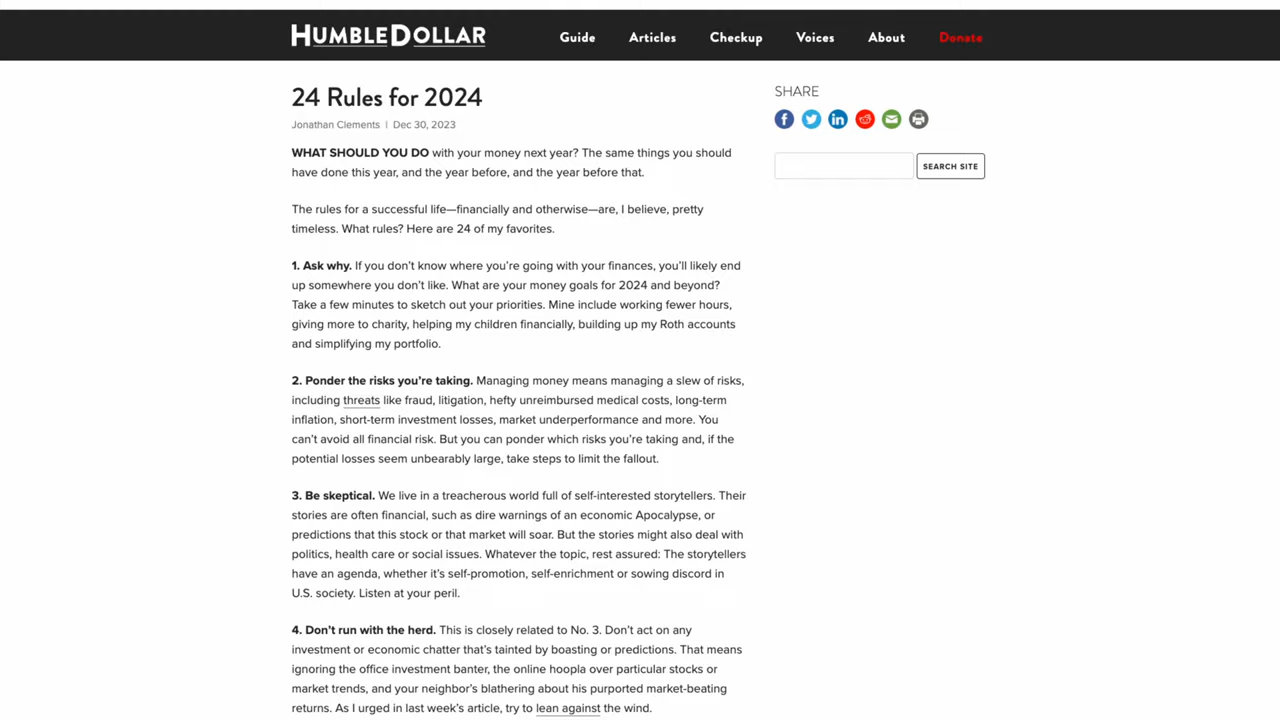 HUMBLEDOLLAR
Guide Articles Checkup Voices About Donate
24 Rules for 2024
Jonathan Clements | Dec 30, 2023
WHAT SHOULD YOU DO with your money next year? The same things you should
have done this year, and the year before, and the year before that.
The rules for a successful life—financially and otherwise—are, I believe, pretty
timeless. What rules? Here are 24 of my favorites.
1. Ask why. If you don’t know where you’re going with your finances, you’ll likely end
up somewhere you don’t like. What are your money goals for 2024 and beyond?
Take a few minutes to sketch out your priorities. Mine include working fewer hours,
giving more to charity, helping my children financially, building up my Roth accounts
and simplifying my portfolio.
2. Ponder the risks you’re taking. Managing money means managing a slew of risks,
including threats like fraud, litigation, hefty unreimbursed medical costs, long-term
inflation, short-term investment losses, market underperformance and more. You
can’t avoid all financial risk. But you can ponder which risks you’re taking and, if the
potential losses seem unbearably large, take steps to limit the fallout.
3. Be skeptical. We live in a treacherous world full of self-interested storytellers. Their
stories are often financial, such as dire warnings of an economic Apocalypse, or
predictions that this stock or that market will soar. But the stories might also deal with
politics, health care or social issues. Whatever the topic, rest assured: The storytellers
have an agenda, whether it’s self-promotion, self-enrichment or sowing discord in
U.S. society. Listen at your peril.
4. Don’t run with the herd. This is closely related to No. 3. Don’t act on any
investment or economic chatter that’s tainted by boasting or predictions. That means
ignoring the office investment banter, the online hoopla over particular stocks or
market trends, and your neighbor’s blathering about his purported market-beating
returns. As I urged in last week’s article, try to lean against the wind.
SHARE
SEARCH SITE